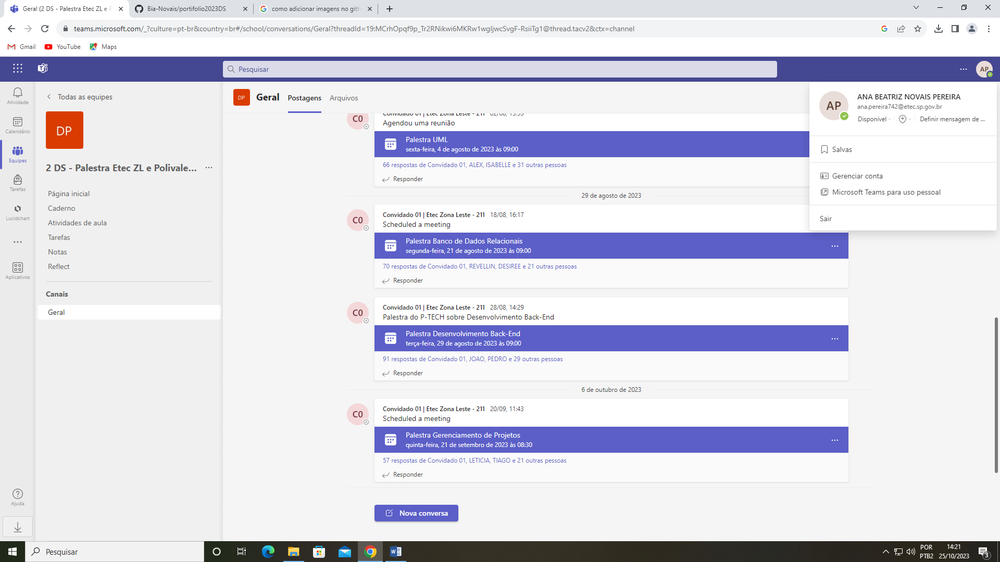 Geral (2 DS - Palestra Etec ZL e P
Bia-Novais/portifolio2023DS
como adicionar imagens no gith
teams.microsoft.com/_?culture=pt-br&country=br#/school/conversations/Geral?threadId=19:MCrhOpqf9p_Tr2RNikwi6MKRw1wgIjwcSvgF-RsiiTg1@thread.tacv2&ctx=channel
Gmail
YouTube
Maps
Pesquisar
AP
Atividade
Calendário
Equipes
Tarefas
Lucidchart
Aplicativos
Ajuda
Todas as equipes
DP
2 DS - Palestra Etec ZL e Polivale...
Página inicial
Caderno
Atividades de aula
Tarefas
Notas
Reflect
Canais
Geral
DP
Geral
Postagens
Arquivos
C0
Convidado 01 | Etec Zona Leste - 211 02/08, 13:53
Agendou uma reunião
Palestra UML
sexta-feira, 4 de agosto de 2023 às 09:00
66 respostas de Convidado 01, ALEX, ISABELLE e 31 outras pessoas
Responder
29 de agosto de 2023
C0
Convidado 01 | Etec Zona Leste - 211 18/08, 16:17
Scheduled a meeting
Palestra Banco de Dados Relacionais
segunda-feira, 21 de agosto de 2023 às 09:00
70 respostas de Convidado 01, REVELLIN, DESIREE e 21 outras pessoas
Responder
C0
Convidado 01 | Etec Zona Leste - 211 28/08, 14:29
Palestra do P-TECH sobre Desenvolvimento Back-End
Palestra Desenvolvimento Back-End
terça-feira, 29 de agosto de 2023 às 09:00
91 respostas de Convidado 01, JOAO, PEDRO e 29 outras pessoas
Responder
6 de outubro de 2023
C0
Convidado 01 | Etec Zona Leste - 211 20/09, 11:43
Scheduled a meeting
Palestra Gerenciamento de Projetos
quinta-feira, 21 de setembro de 2023 às 08:30
57 respostas de Convidado 01, LETICIA, TIAGO e 21 outras pessoas
Responder
Nova conversa
AP
ANA BEATRIZ NOVAIS PEREIRA
ana.pereira742@etec.sp.gov.br
Disponível
Definir mensagem de ...
Salvas
Gerenciar conta
Microsoft Teams para uso pessoal
Sair
Pesquisar
POR
PTB2
14:21
25/10/2023
3